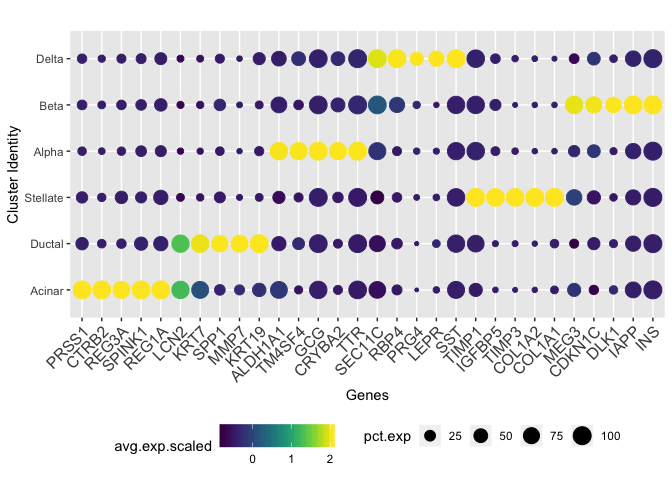 Delta
Beta
Alpha
Stellate
Ductal
Acinar
Cluster Identity
PRSS1 CTRB2 REG3A SPINK1 REG1A LCN2 KRT7 SPP1 MMP7 KRT19 ALDH1A1 TM4SF4 GCG CRYBA2 TTR SEC11C RBP4 PRG4 LEPR SST TIMP1 IGFBP5 TIMP3 COL1A2 COL1A1 MEG3 CDKN1C DLK1 IAPP INS
Genes
avg.exp.scaled
0 1 2
pct.exp 25 50 75 100